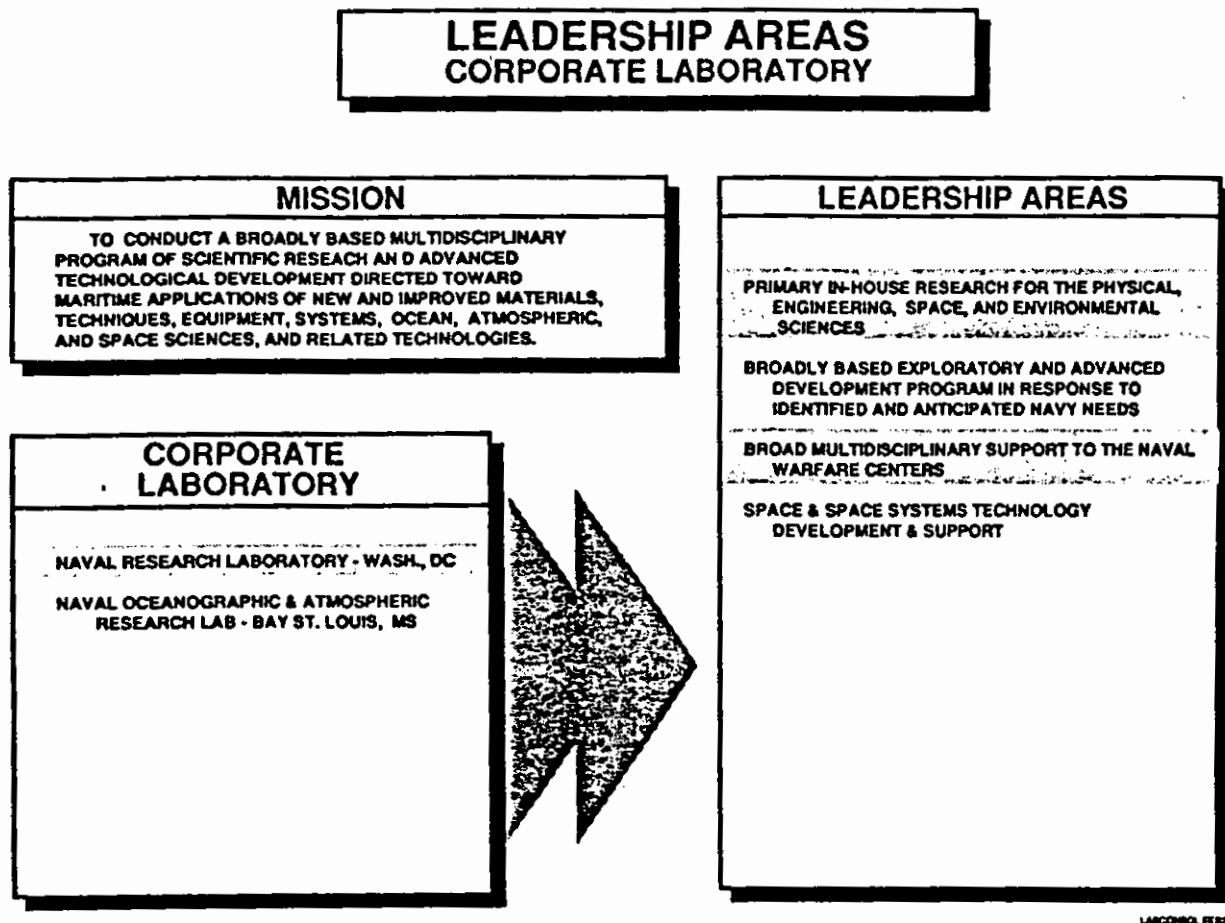 LEADERSHIP AREAS
CORPORATE LABORATORY
MISSION
TO CONDUCT A BROADLY BASED MULTIDISCIPLINARY
PROGRAM OF SCIENTIFIC RESEACH AN D ADVANCED
TECHNOLOGICAL DEVELOPMENT DIRECTED TOWARD
MARITIME APPLICATIONS OF NEW AND IMPROVED MATERIALS,
TECHNIQUES, EQUIPMENT, SYSTEMS, OCEAN, ATMOSPHERIC,
AND SPACE SCIENCES, AND RELATED TECHNOLOGIES.
CORPORATE
LABORATORY
NAVAL RESEARCH LABORATORY - WASH., DC
NAVAL OCEANOGRAPHIC & ATMOSPHERIC
RESEARCH LAB - BAY ST. LOUIS, MS
LEADERSHIP AREAS
PRIMARY IN-HOUSE RESEARCH FOR THE PHYSICAL,
ENGINEERING, SPACE, AND ENVIRONMENTAL
SCIENCES
BROADLY BASED EXPLORATORY AND ADVANCED
DEVELOPMENT PROGRAM IN RESPONSE TO
IDENTIFIED AND ANTICIPATED NAVY NEEDS
BROAD MULTIDISCIPLINARY SUPPORT TO THE NAVAL
WARFARE CENTERS
SPACE & SPACE SYSTEMS TECHNOLOGY
DEVELOPMENT & SUPPORT